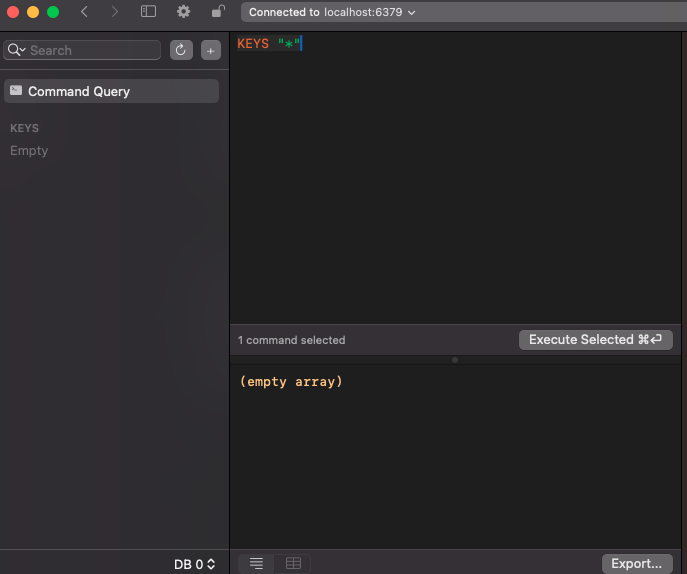 Connected to localhost:6379
Search
KEYS "*"
Command Query
KEYS
Empty
1 command selected
Execute Selected ⌘↩
(empty array)
DB 0
Export...